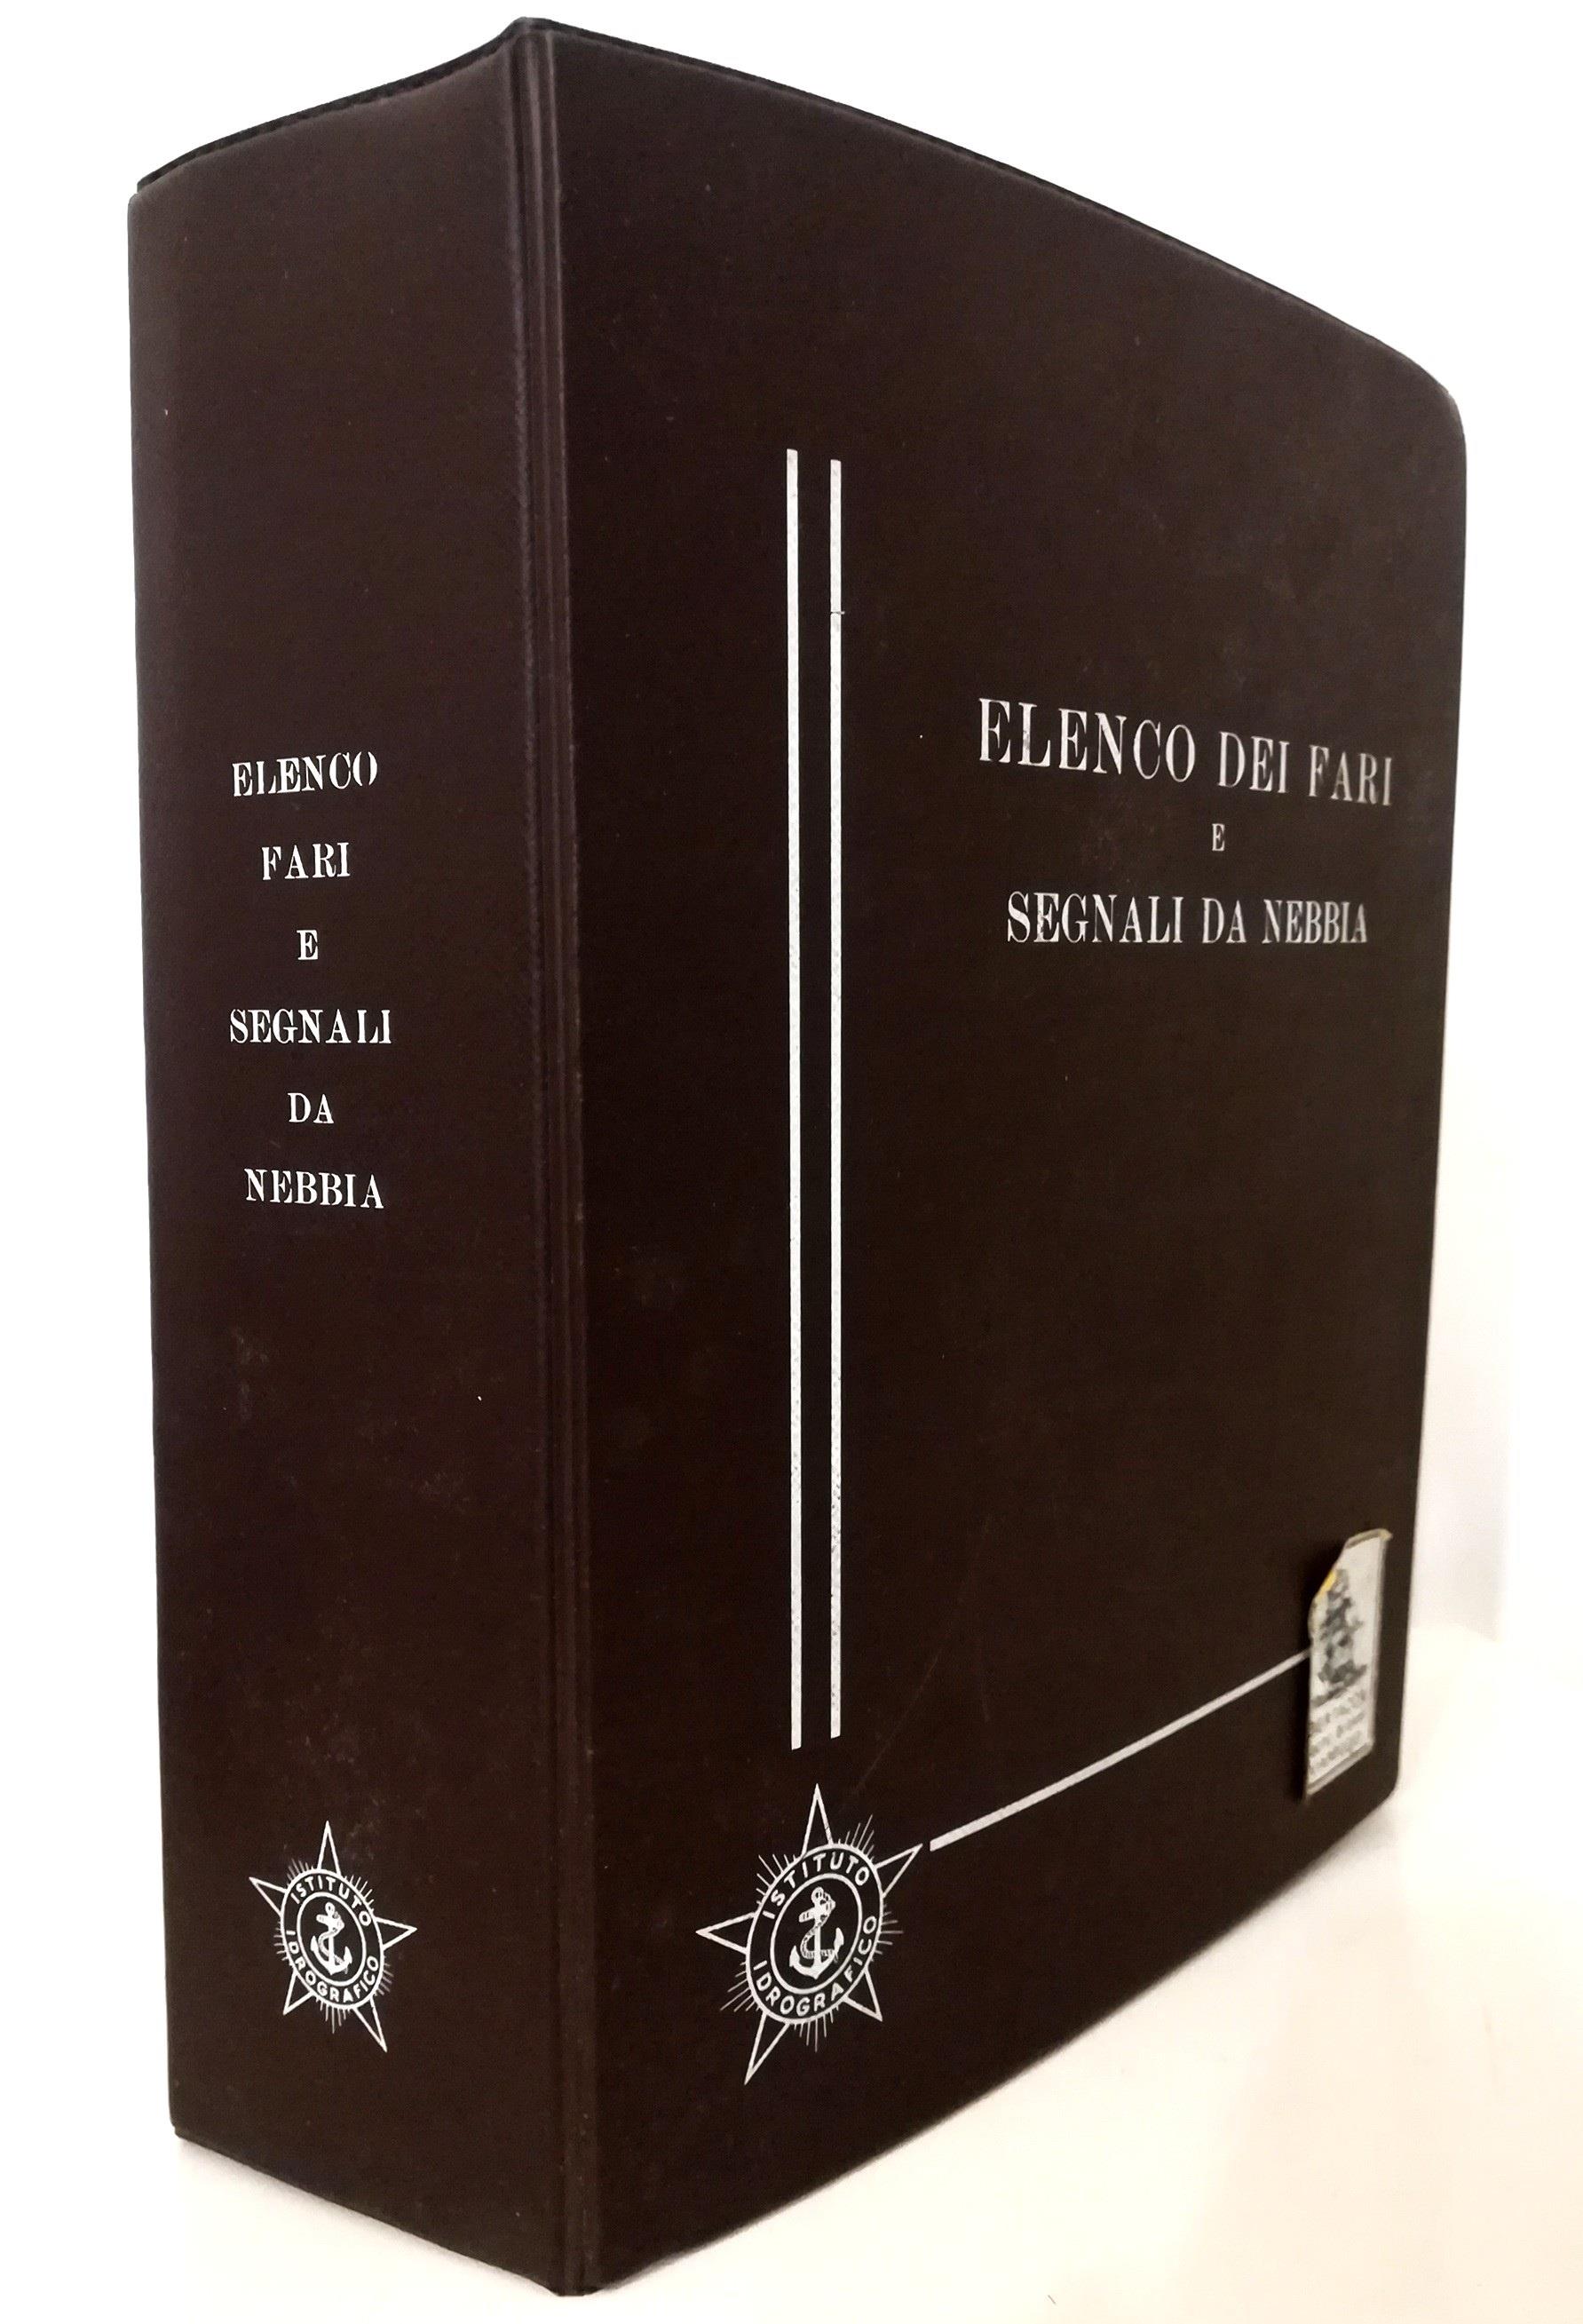 ELENCO
FARI
E
SEGNALI
DA
NEBBIA
ISTITUTO
IDROGRAFICO
ELENCO DEI FARI
E
SEGNALI DA NEBBIA
ISTITUTO
IDROGRAFICO